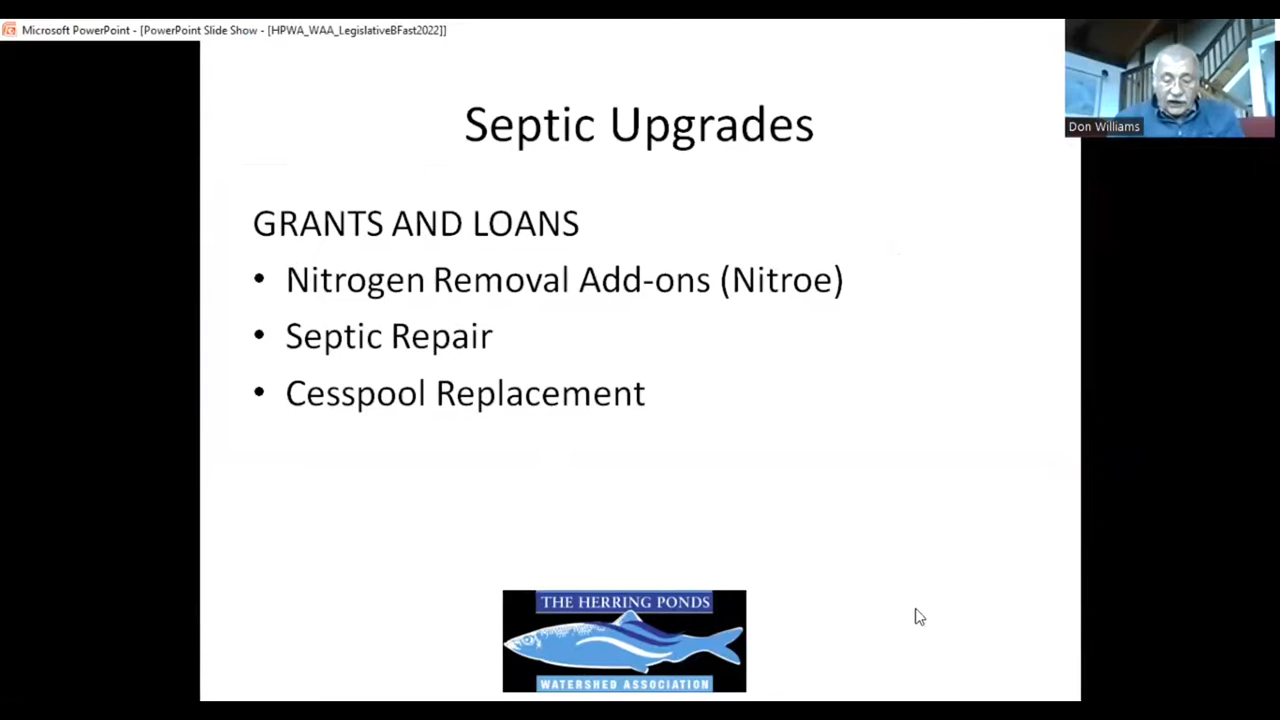 Microsoft PowerPoint - [PowerPoint Slide Show - [HPWA_WAA_LegislativeBFast2022]]
Don Williams
Septic Upgrades
GRANTS AND LOANS
• Nitrogen Removal Add-ons (Nitroe)
• Septic Repair
• Cesspool Replacement
THE HERRING PONDS
WATERSHED ASSOCIATION